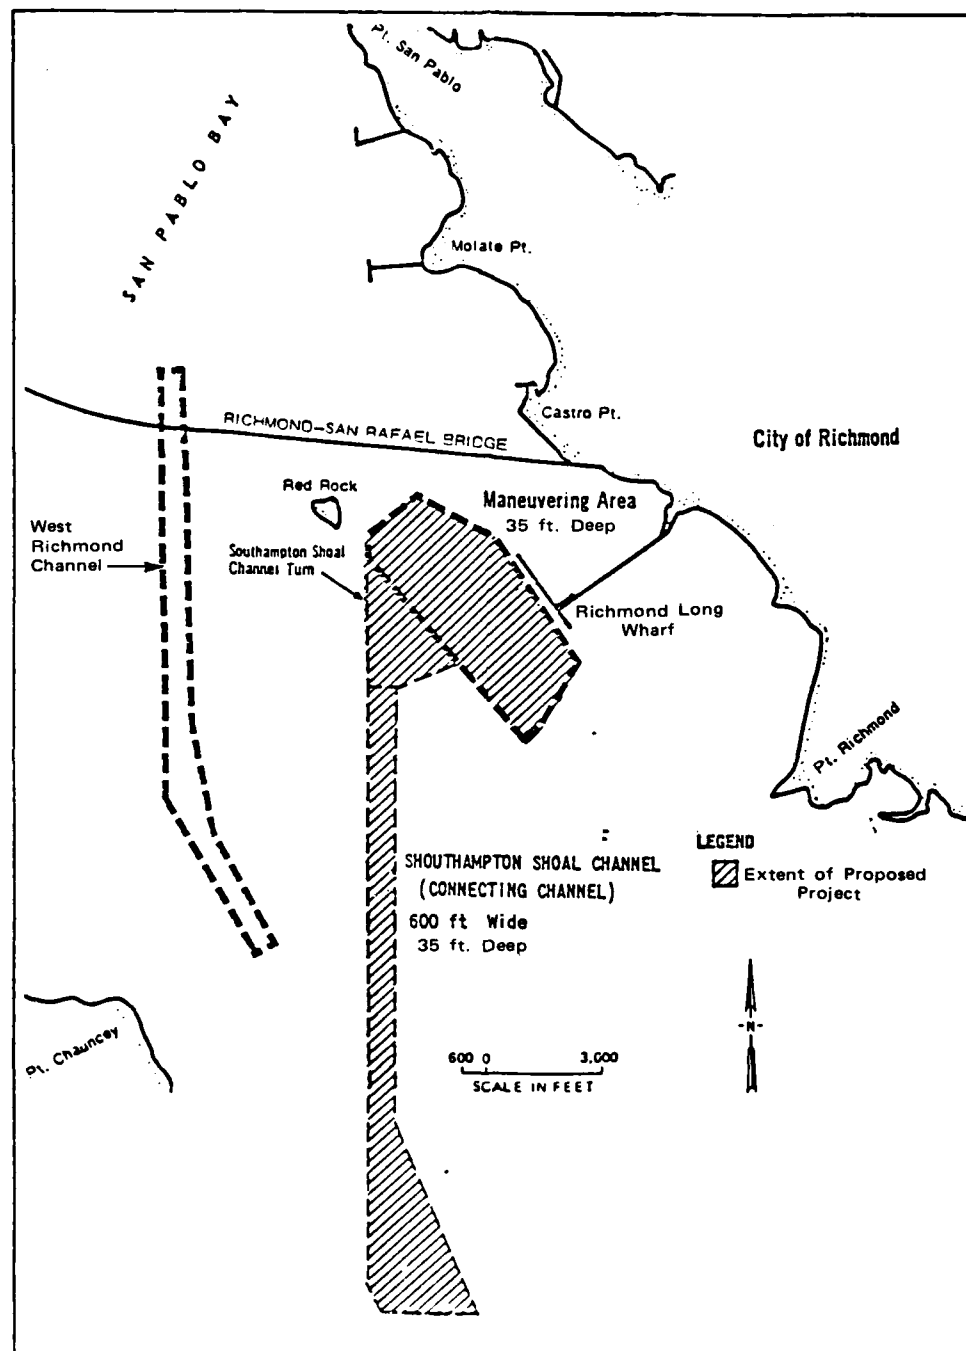 Pt. San Pablo
SAN PABLO BAY
Molate Pt.
Castro Pt.
RICHMOND-SAN RAFAEL BRIDGE
City of Richmond
Red Rock
Maneuvering Area
35 ft. Deep
West
Richmond
Channel
Southampton Shoal
Channel Turn
Richmond Long
Wharf
Pt. Richmond
SHOUTHAMPTON SHOAL CHANNEL
(CONNECTING CHANNEL)
600 ft Wide
35 ft. Deep
LEGEND
Extent of Proposed
Project
Pt. Chauncey
-N-
600 0 3,000
SCALE IN FEET